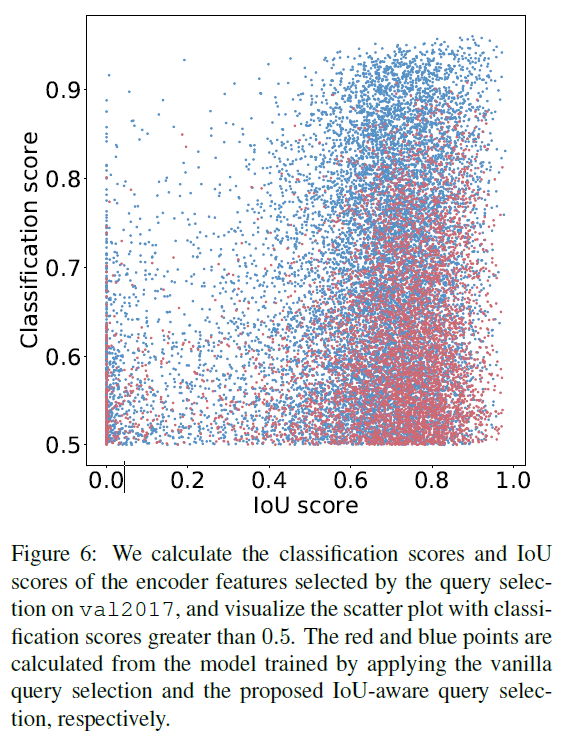 0.9
0.8
0.7
0.6
0.5
Classification score
0.0 0.2 0.4 0.6 0.8 1.0
IoU score
Figure 6: We calculate the classification scores and IoU
scores of the encoder features selected by the query selec-
tion on val2017, and visualize the scatter plot with classi-
fication scores greater than 0.5. The red and blue points are
calculated from the model trained by applying the vanilla
query selection and the proposed IoU-aware query selec-
tion, respectively.